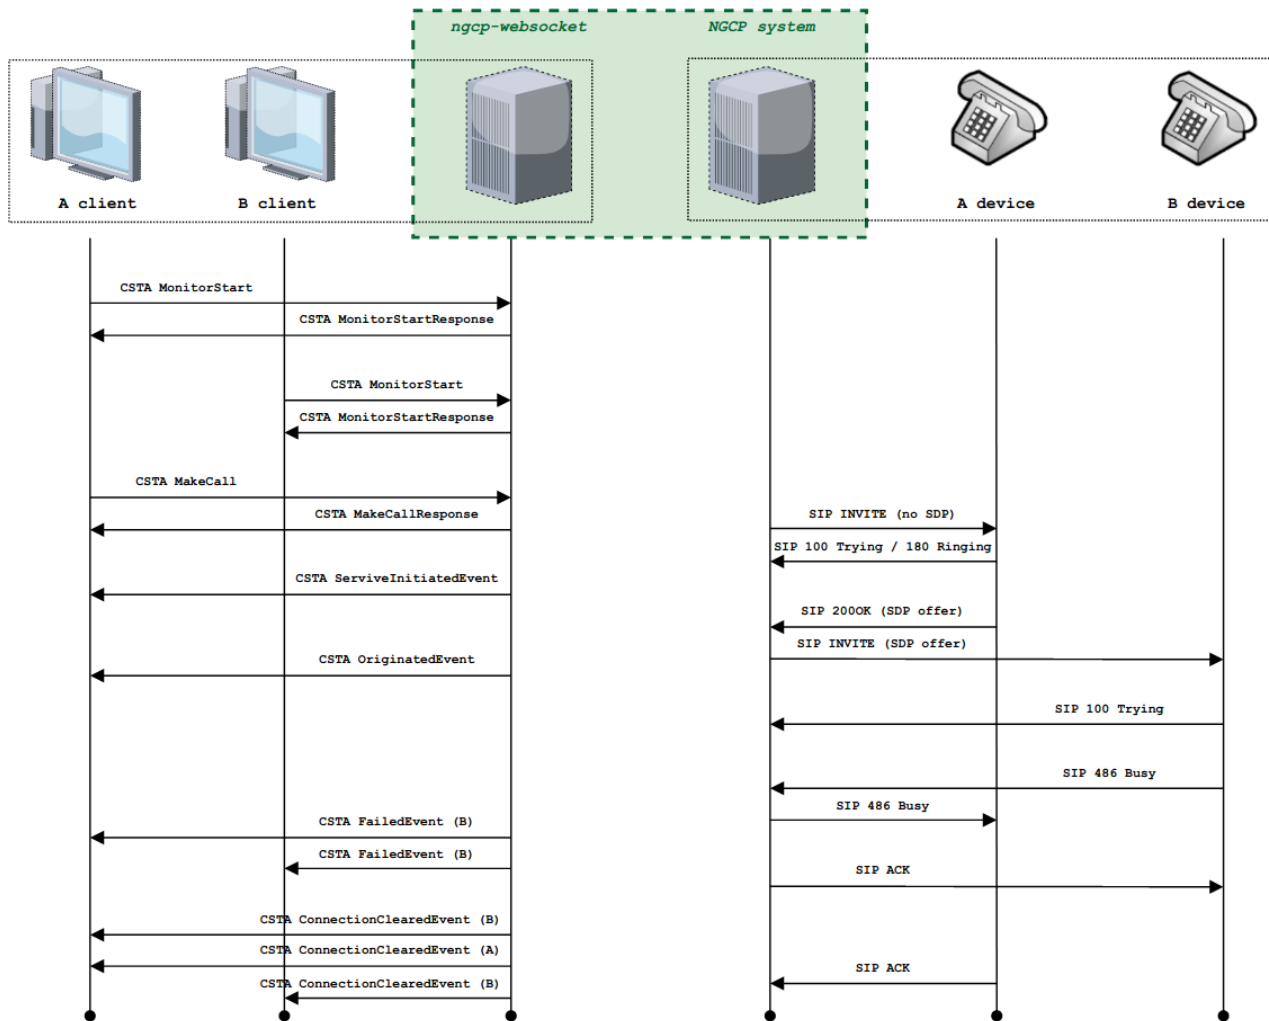 ngcp-websocket
NGCP system
A client
B client
A device
B device
CSTA MonitorStart
CSTA MonitorStartResponse
CSTA MonitorStart
CSTA MonitorStartResponse
CSTA MakeCall
CSTA MakeCallResponse
SIP INVITE (no SDP)
SIP 100 Trying / 180 Ringing
CSTA ServiveInitiatedEvent
SIP 200OK (SDP offer)
SIP INVITE (SDP offer)
CSTA OriginatedEvent
SIP 100 Trying
SIP 486 Busy
SIP 486 Busy
CSTA FailedEvent (B)
CSTA FailedEvent (B)
SIP ACK
CSTA ConnectionClearedEvent (B)
CSTA ConnectionClearedEvent (A)
SIP ACK
CSTA ConnectionClearedEvent (B)